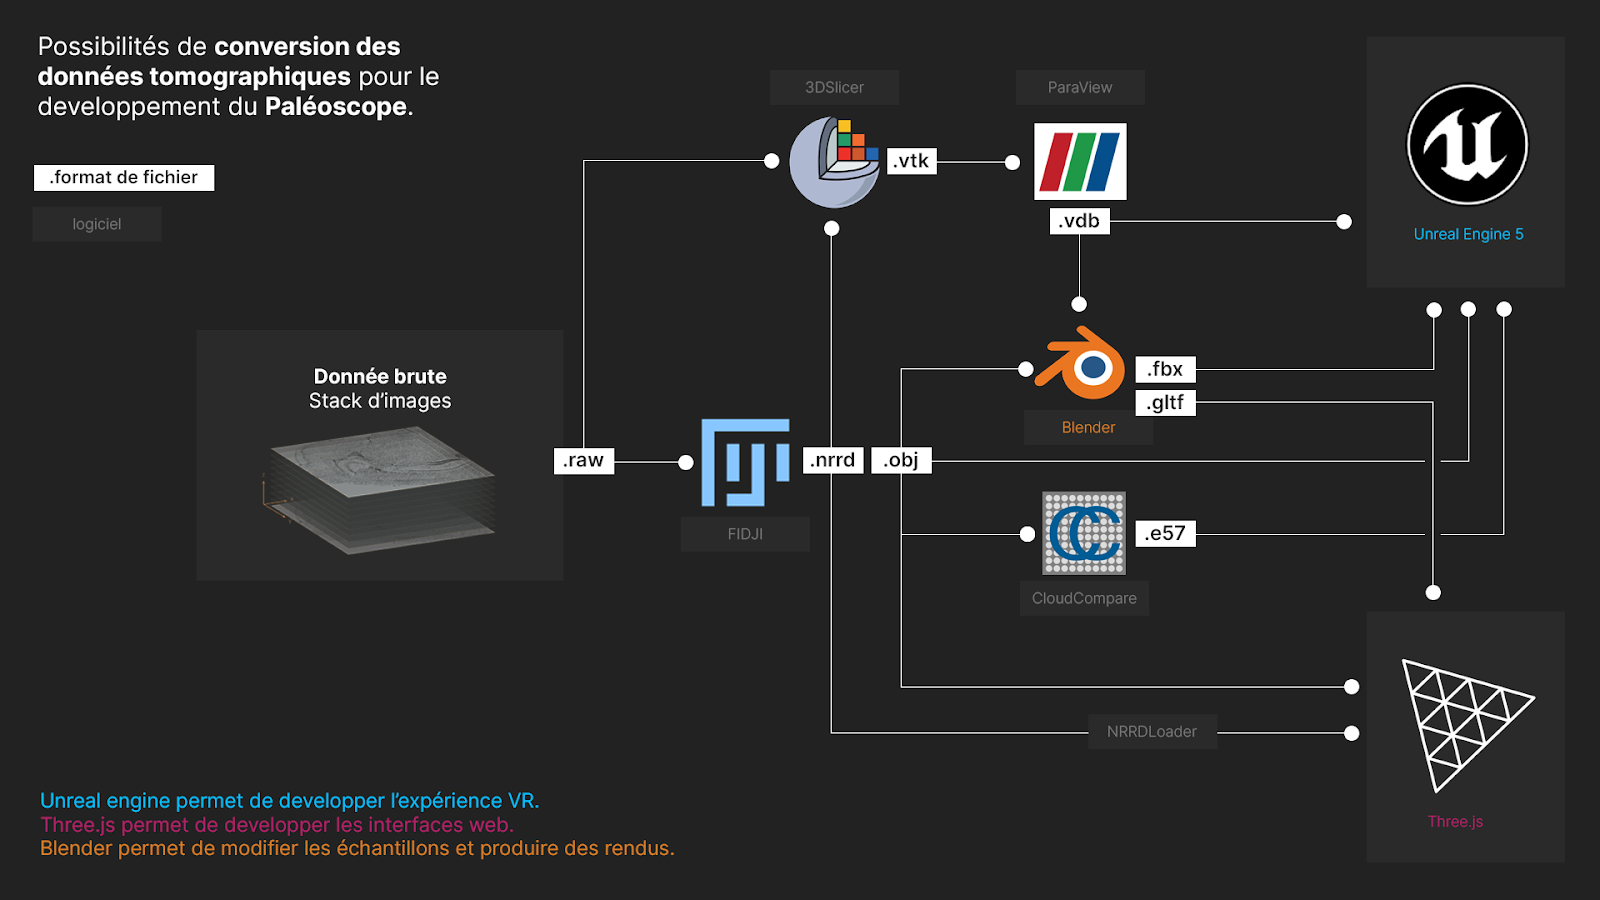 Possibilités de conversion des
données tomographiques pour le
developpement du Paléoscope.
.format de fichier
logiciel
3DSlicer
ParaView
.vtk
.vdb
Unreal Engine 5
Donnée brute
Stack d’images
.raw
FIDJI
.nrrd
.obj
.fbx
.gltf
Blender
.e57
CloudCompare
NRRDLoader
Three.js
Unreal engine permet de developper l’expérience VR.
Three.js permet de developper les interfaces web.
Blender permet de modifier les échantillons et produire des rendus.